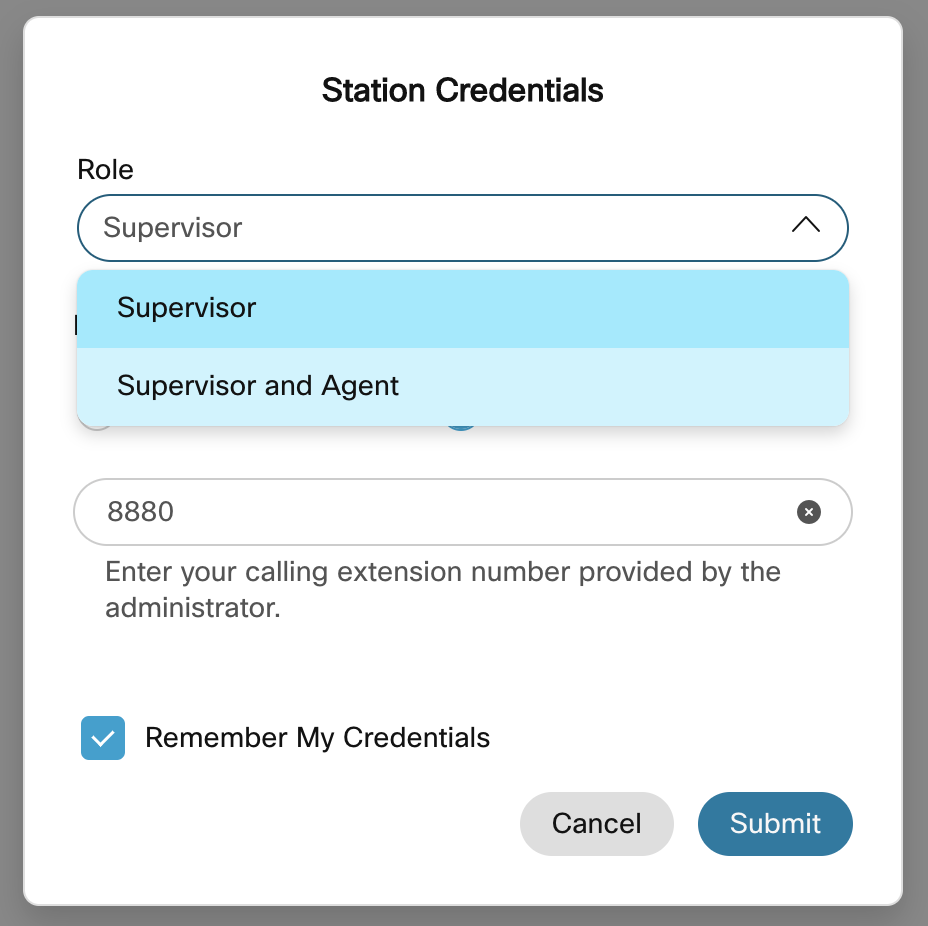 Station Credentials
Role
Supervisor
Supervisor
Supervisor and Agent
8880
Enter your calling extension number provided by the
administrator.
Remember My Credentials
Cancel
Submit